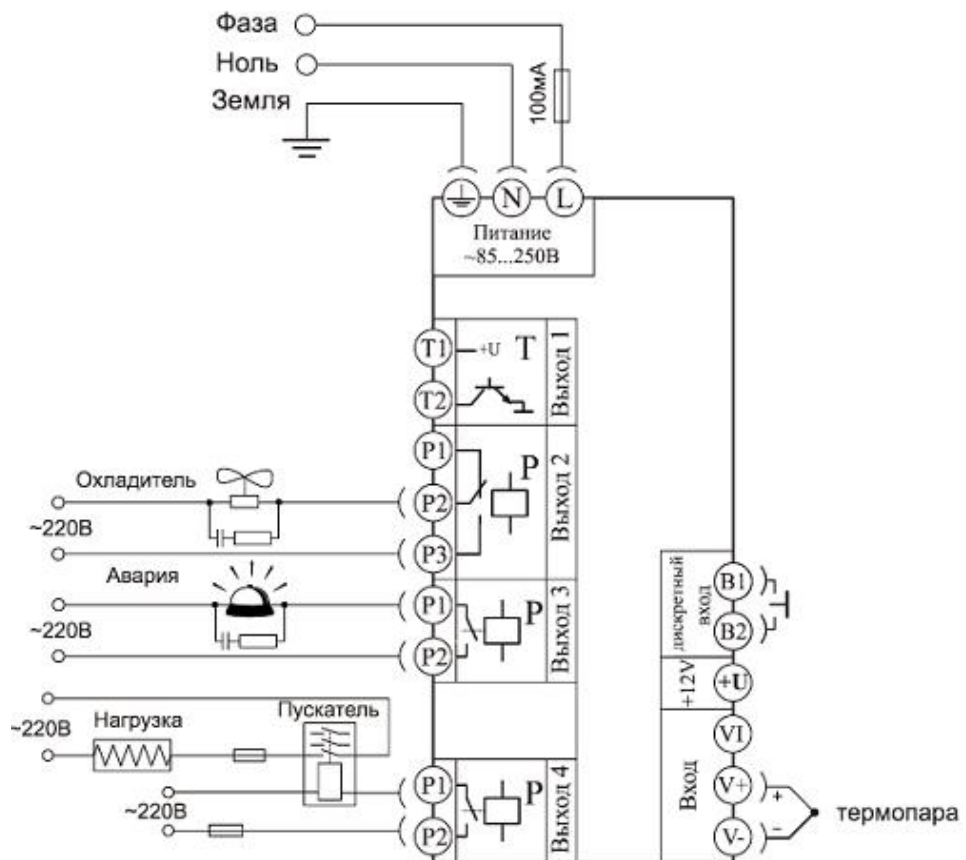 Фаза
Ноль
Земля
100мА
N
L
Питание
~85...250В
T1
+U
T
T2
Выход 1
P1
P
P2
P3
Выход 2
Охладитель
~220В
Авария
~220В
P1
P
P2
Выход 3
Нагрузка
Пускатель
~220В
~220В
P1
P
P2
Выход 4
дискретный
вход
B1
B2
+12V
+U
VI
Вход
V+
+
V-
−
термопара